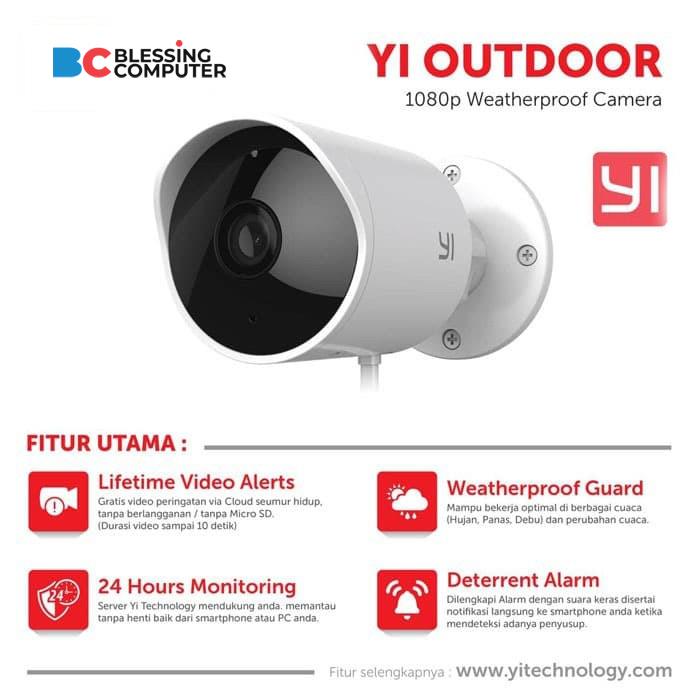 BC BLESSING
COMPUTER
YI OUTDOOR
1080p Weatherproof Camera
YI
YI
FITUR UTAMA :
Lifetime Video Alerts
Gratis video peringatan via Cloud seumur hidup,
tanpa berlangganan / tanpa Micro SD.
(Durasi video sampai 10 detik)
Weatherproof Guard
Mampu bekerja optimal di berbagai cuaca
(Hujan, Panas, Debu) dan perubahan cuaca.
24
24 Hours Monitoring
Server Yi Technology mendukung anda. memantau
tanpa henti baik dari smartphone atau PC anda.
Deterrent Alarm
Dilengkapi Alarm dengan suara keras disertai
notifikasi langsung ke smartphone anda ketika
mendeteksi adanya penyusup.
Fitur selengkapnya : www.yitechnology.com